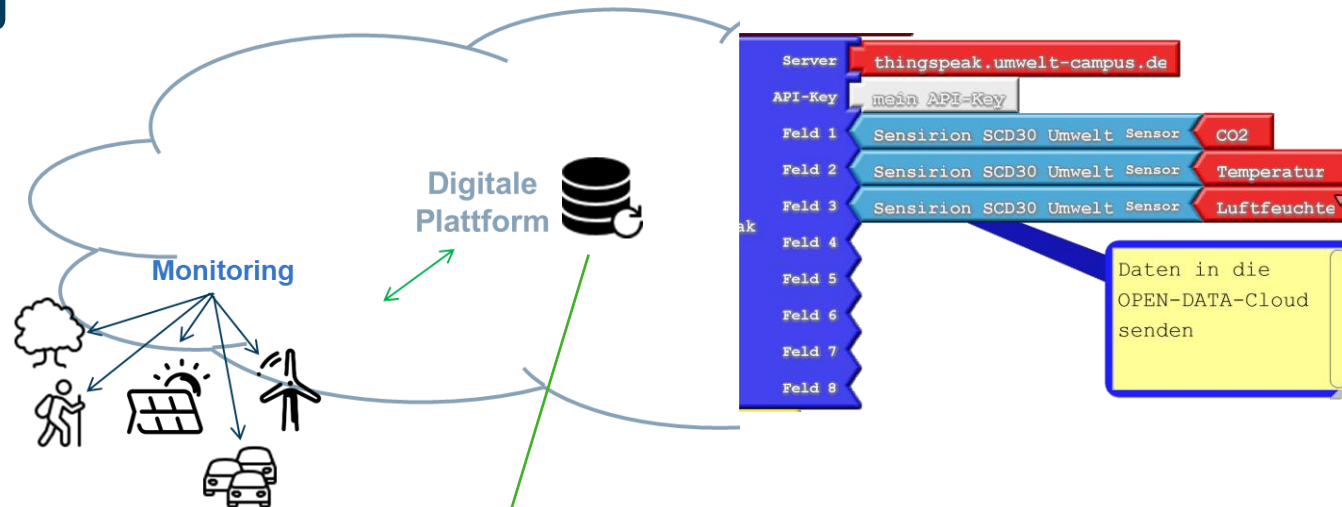 Digitale
Plattform
Monitoring
Server thingspeak.umwelt-campus.de
API-Key mein API-Key
Feld 1 Sensirion SCD30 Umwelt Sensor CO2
Feld 2 Sensirion SCD30 Umwelt Sensor Temperatur
Feld 3 Sensirion SCD30 Umwelt Sensor Luftfeuchte
ak
Feld 4
Feld 5
Feld 6
Feld 7
Feld 8
Daten in die
OPEN-DATA-Cloud
senden